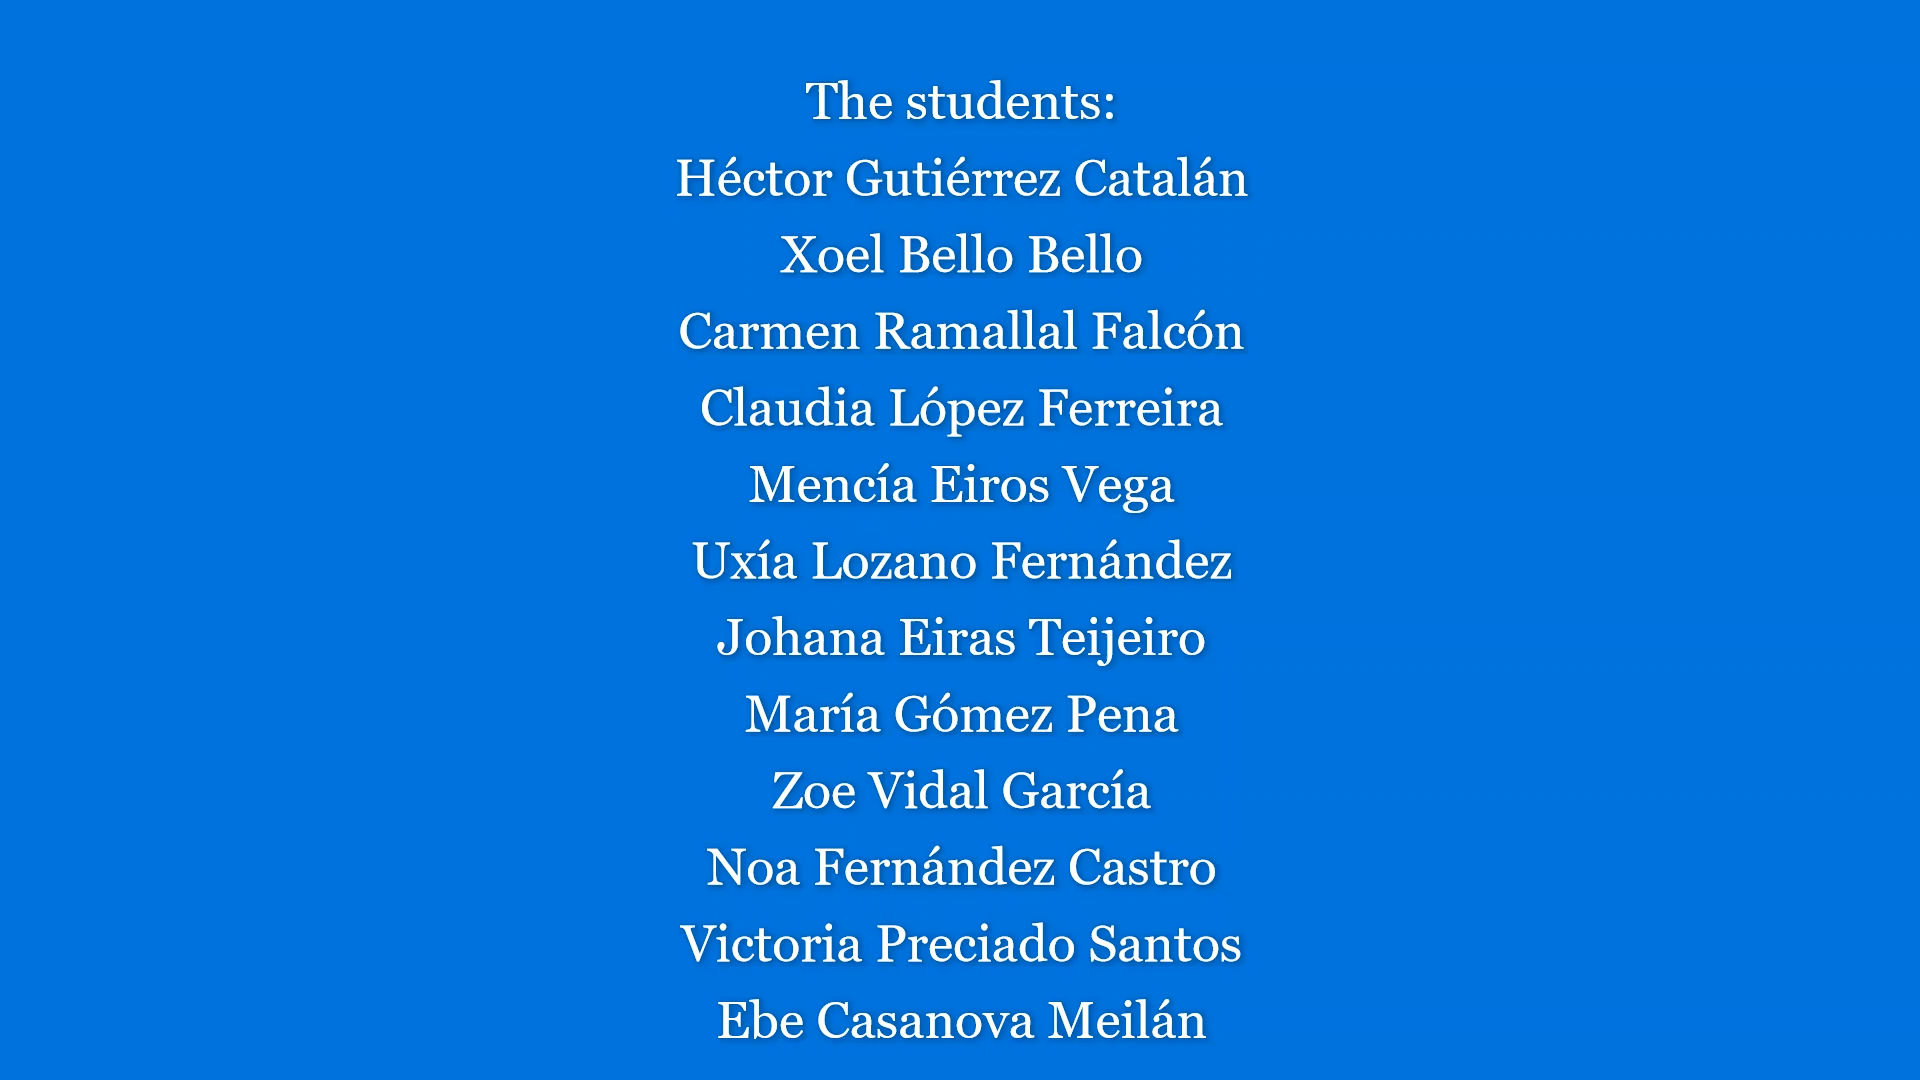 The students:
Héctor Gutiérrez Catalán
Xoel Bello Bello
Carmen Ramallal Falcón
Claudia López Ferreira
Mencía Eiros Vega
Uxía Lozano Fernández
Johana Eiras Teijeiro
María Gómez Pena
Zoe Vidal García
Noa Fernández Castro
Victoria Preciado Santos
Ebe Casanova Meilán